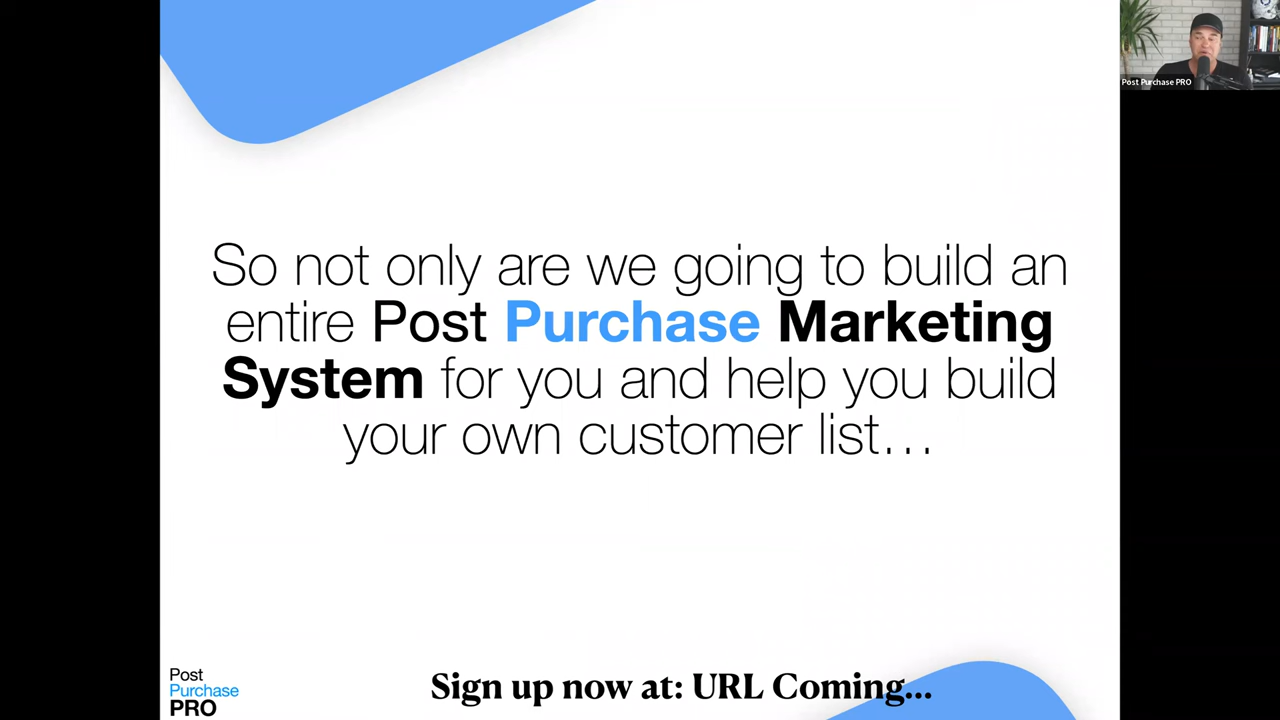 So not only are we going to build an
entire Post Purchase Marketing
System for you and help you build
your own customer list...
Post
Purchase
PRO
Sign up now at: URL Coming...
Post Purchase PRO